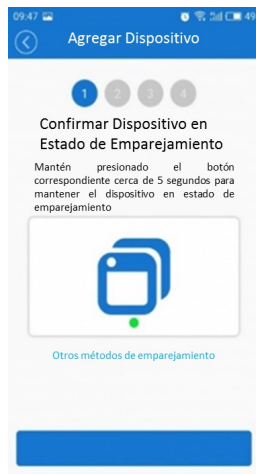 09:47 49
Agregar Dispositivo
1 2 3 4
Confirmar Dispositivo en
Estado de Emparejamiento
Mantén presionado el botón
correspondiente cerca de 5 segundos para
mantener el dispositivo en estado de
emparejamiento
Otros métodos de emparejamiento